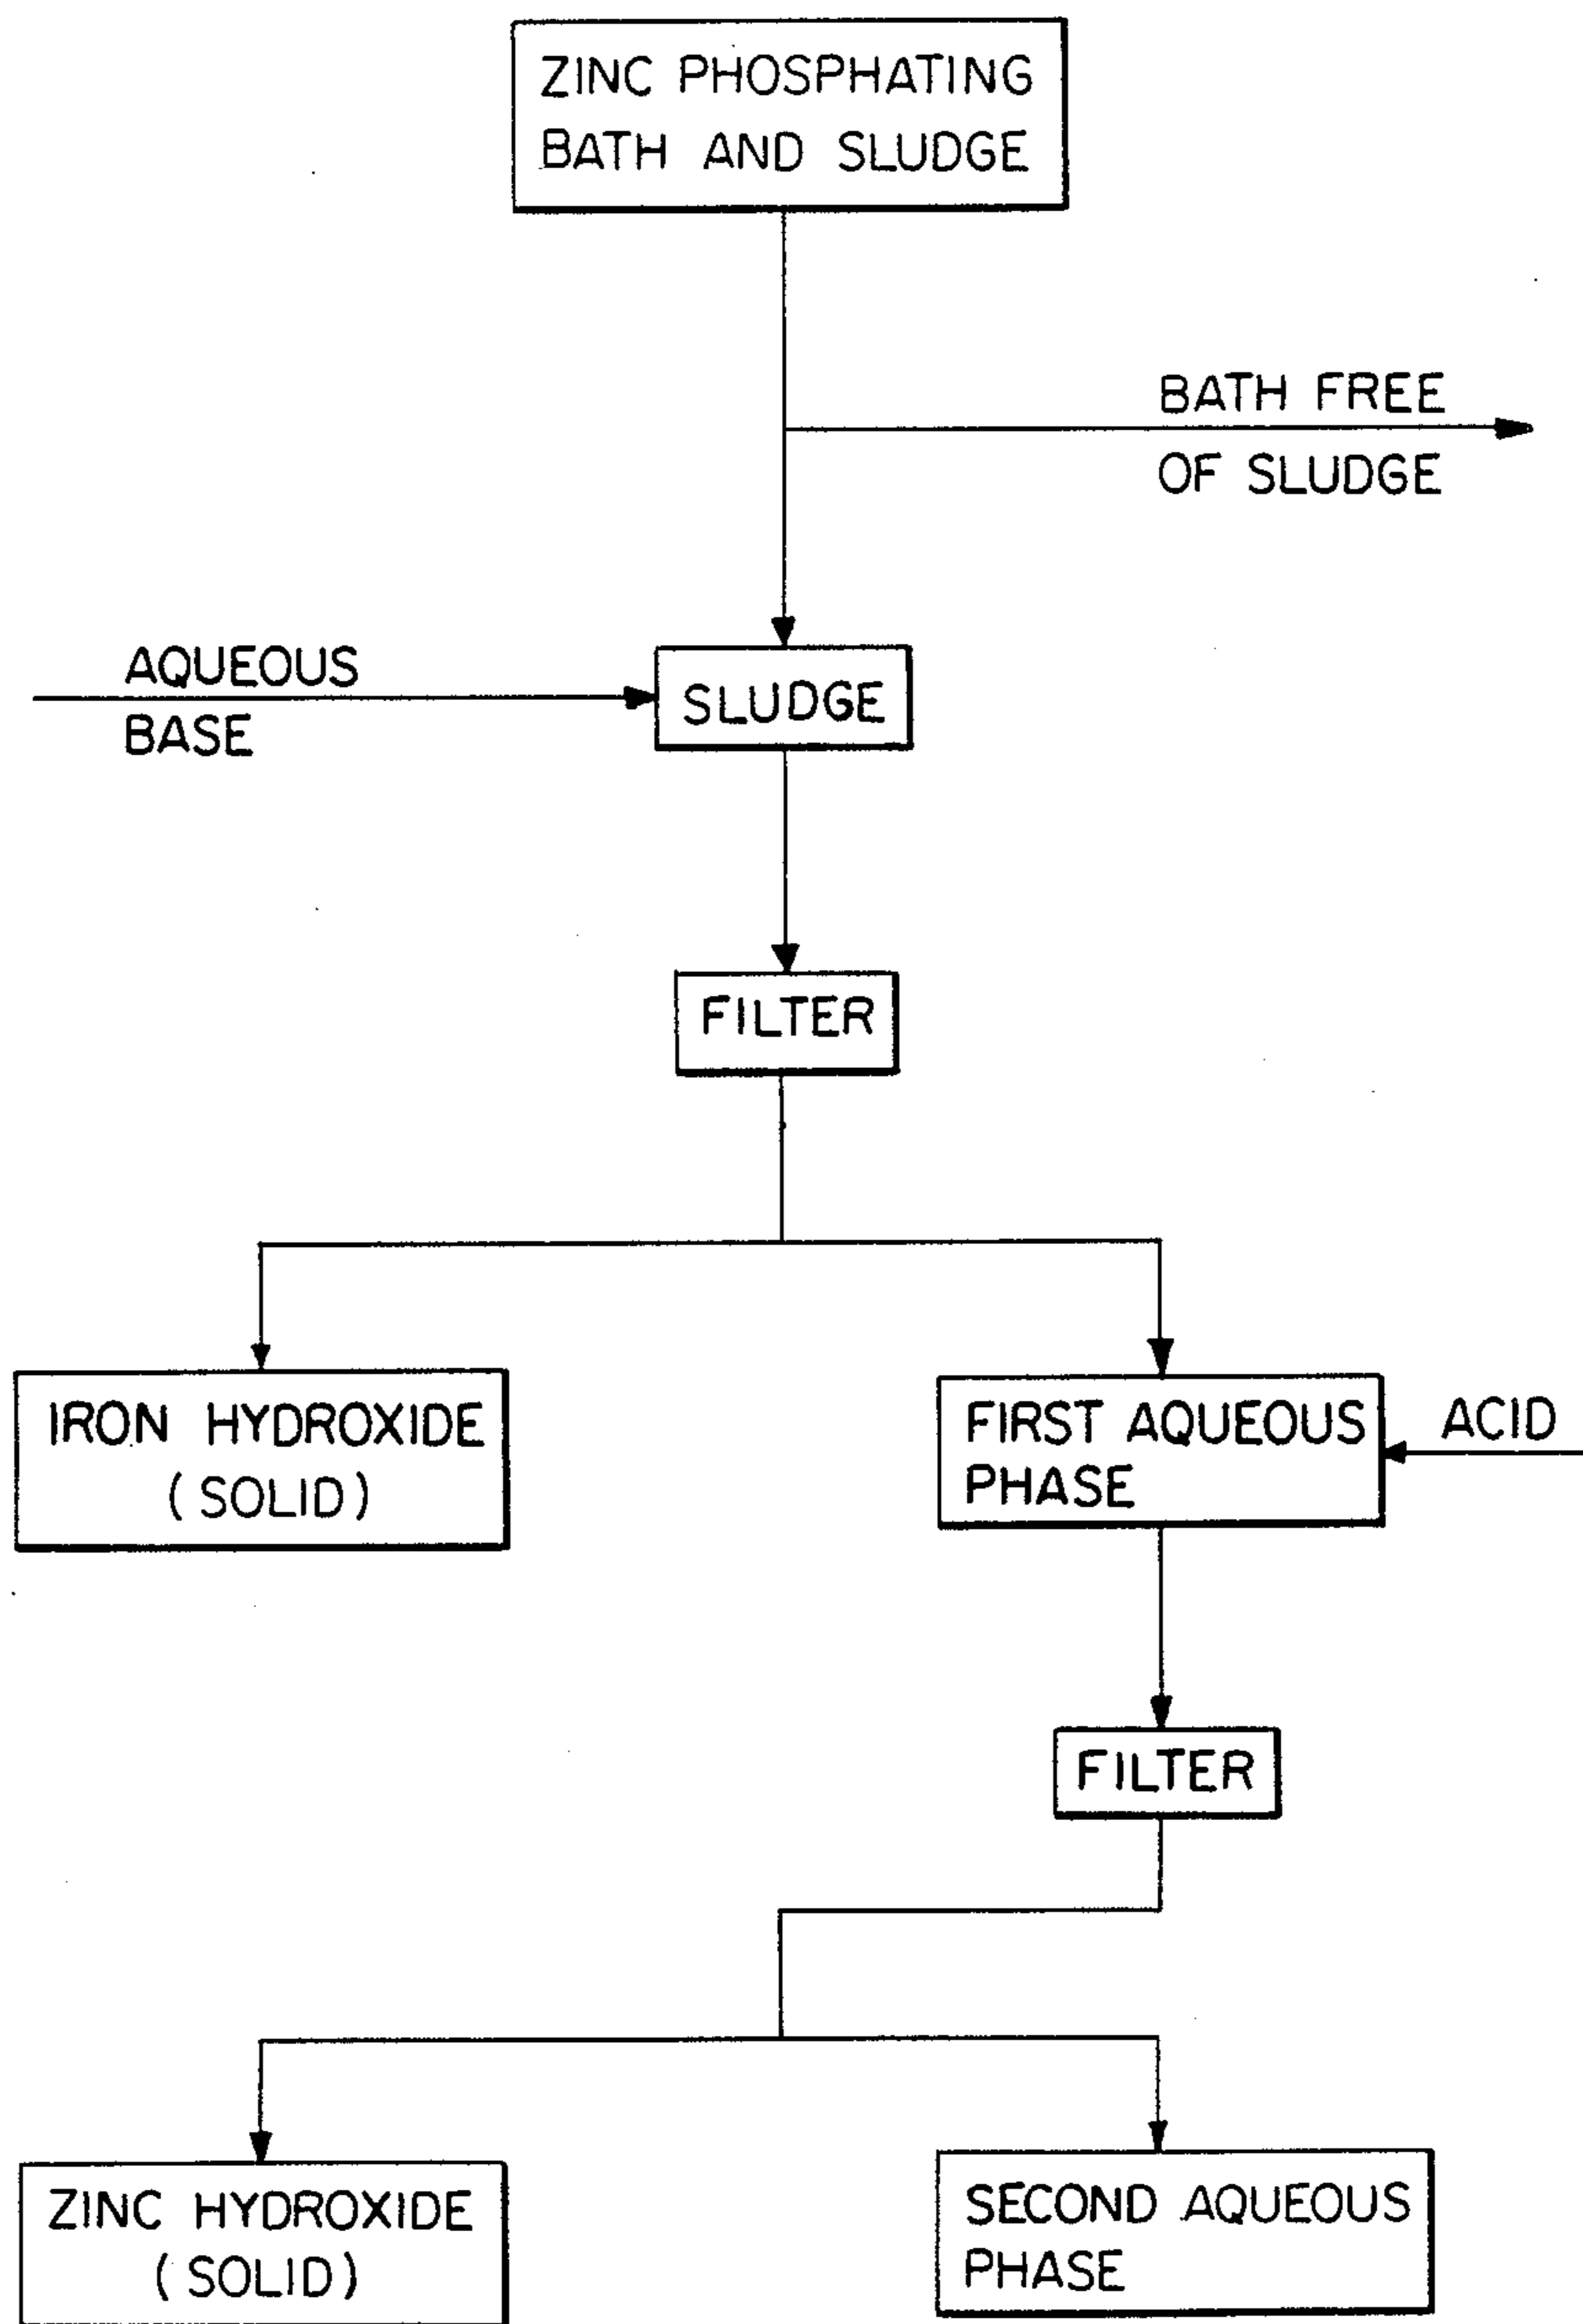 ZINC PHOSPHATING
BATH AND SLUDGE
BATH FREE
OF SLUDGE
AQUEOUS
BASE
SLUDGE
FILTER
IRON HYDROXIDE
(SOLID)
FIRST AQUEOUS
PHASE
ACID
FILTER
ZINC HYDROXIDE
(SOLID)
SECOND AQUEOUS
PHASE